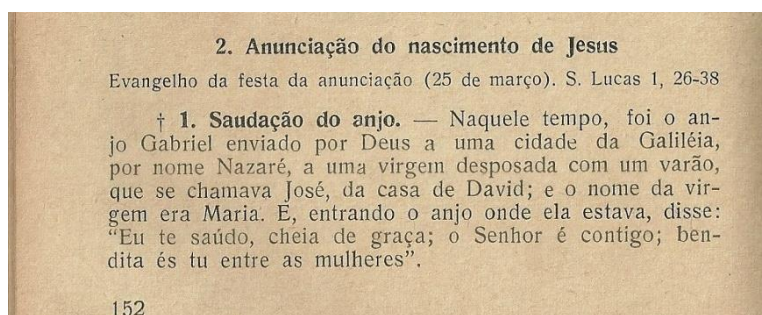 2. Anunciação do nascimento de Jesus
Evangelho da festa da anunciação (25 de março). S. Lucas 1, 26-38
† 1. Saudação do anjo. — Naquele tempo, foi o an-
jo Gabriel enviado por Deus a uma cidade da Galiléia,
por nome Nazaré, a uma virgem desposada com um varão,
que se chamava José, da casa de David; e o nome da vir-
gem era Maria. E, entrando o anjo onde ela estava, disse:
“Eu te saúdo, cheia de graça; o Senhor é contigo; ben-
dita és tu entre as mulheres”.
152